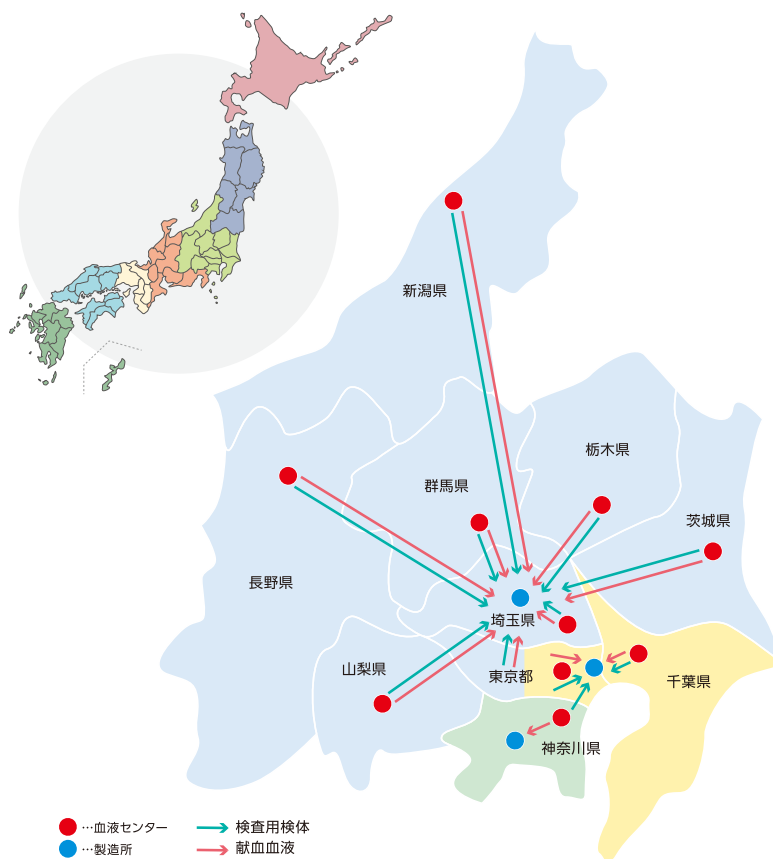 新潟県
栃木県
群馬県
茨城県
長野県
埼玉県
山梨県
東京都
千葉県
神奈川県
…血液センター
検査用検体
…製造所
献血血液